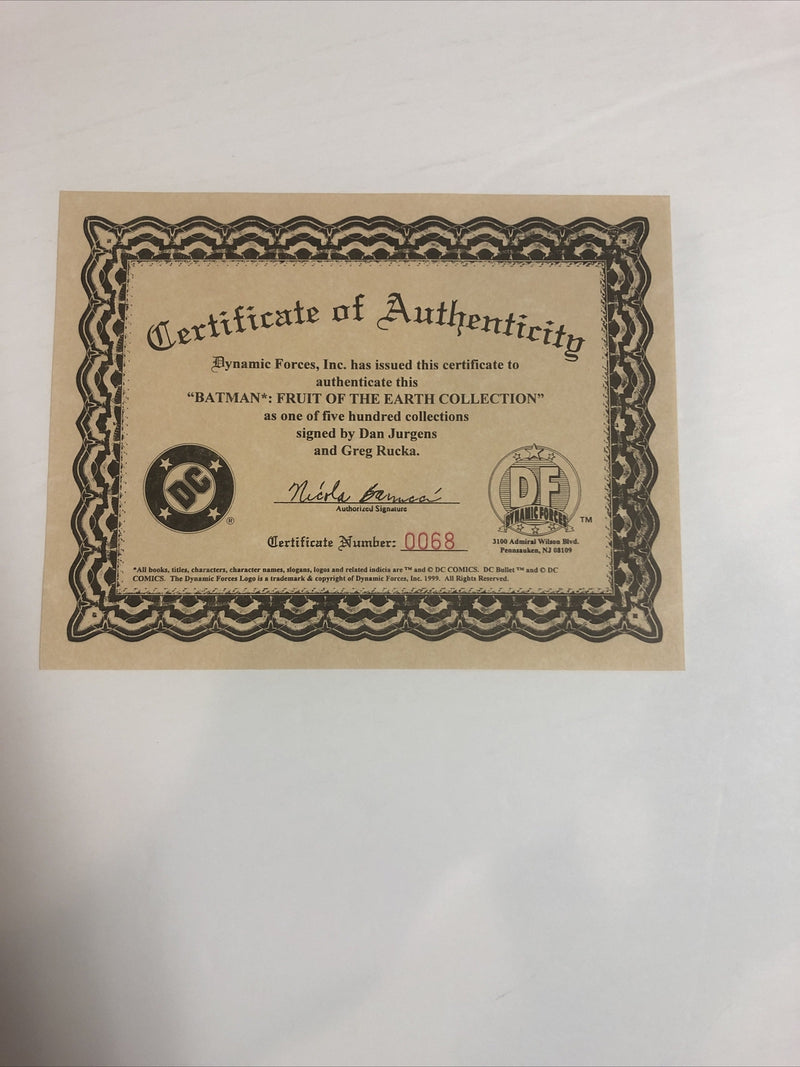 Certificate of Authenticity
Dynamic Forces, Inc. has issued this certificate to
authenticate this
“BATMAN*: FRUIT OF THE EARTH COLLECTION”
as one of five hundred collections
signed by Dan Jurgens
and Greg Rucka.
DC
®
Nicola Barrucci
Authorized Signature
DF
DYNAMIC FORCES
TM
Certificate Number: 0068
3100 Admiral Wilson Blvd.
Pennsauken, NJ 08109
*All books, titles, characters, character names, slogans, logos and related indicia are ™ and © DC COMICS. DC Bullet ™ and © DC
COMICS. The Dynamic Forces Logo is a trademark & copyright of Dynamic Forces, Inc. 1999. All Rights Reserved.